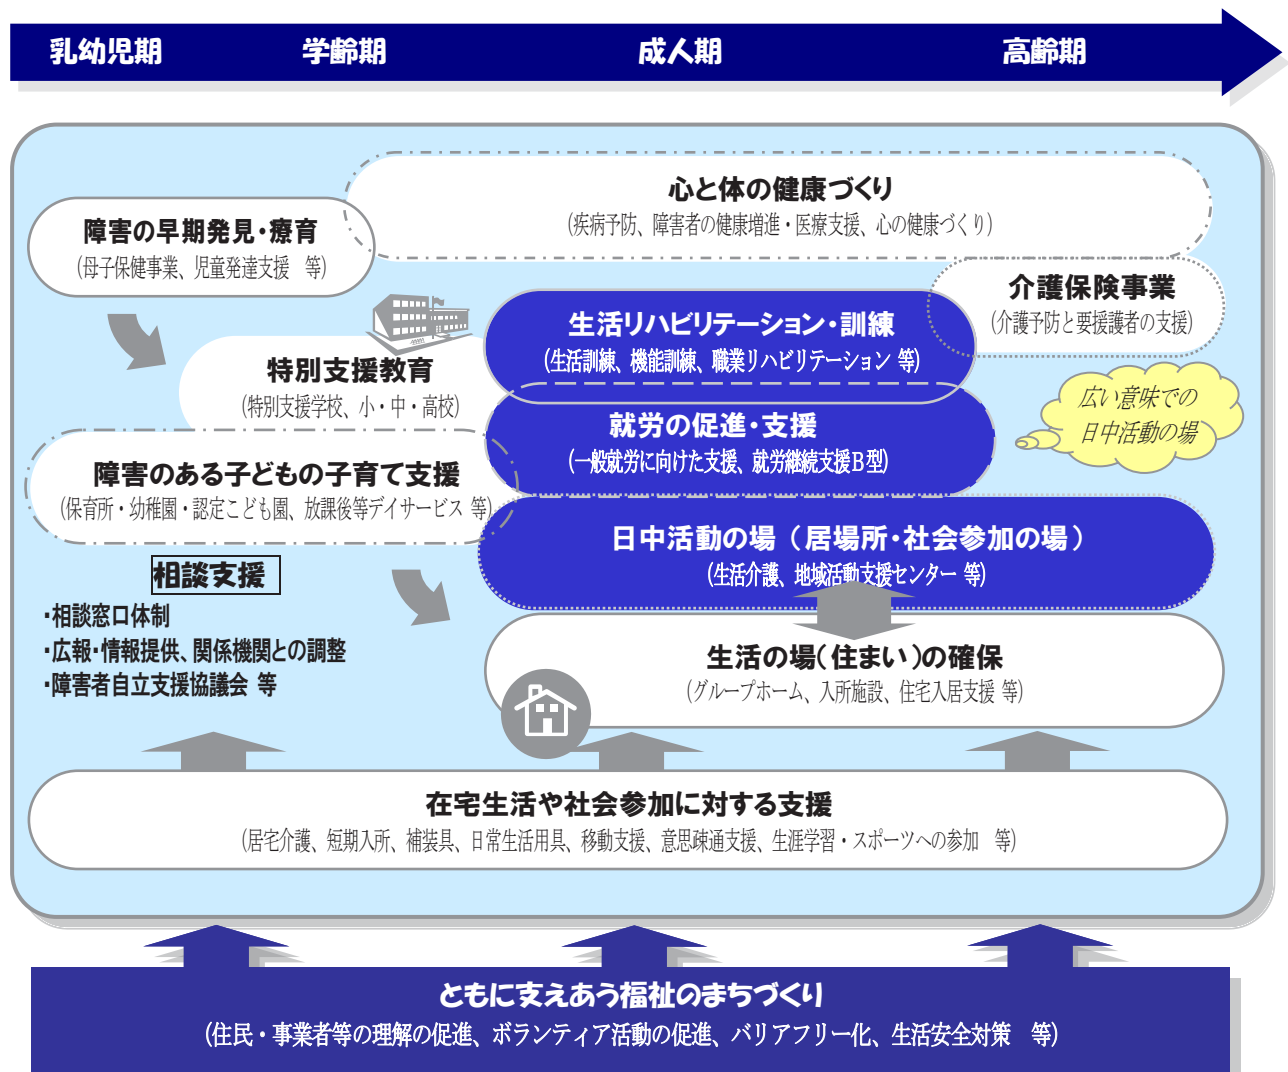 乳幼児期 学齢期 成人期 高齢期
心と体の健康づくり
(疾病予防、障害者の健康増進・医療支援、心の健康づくり)
障害の早期発見・療育
(母子保健事業、児童発達支援　等)
介護保険事業
(介護予防と要援護者の支援)
生活リハビリテーション・訓練
(生活訓練、機能訓練、職業リハビリテーション 等)
特別支援教育
(特別支援学校、小・中・高校)
広い意味での
日中活動の場
就労の促進・支援
(一般就労に向けた支援、就労継続支援B型)
障害のある子どもの子育て支援
(保育所・幼稚園・認定こども園、放課後等デイサービス 等)
日中活動の場（居場所・社会参加の場）
(生活介護、地域活動支援センター 等)
相談支援
・相談窓口体制
・広報・情報提供、関係機関との調整
・障害者自立支援協議会 等
生活の場（住まい）の確保
(グループホーム、入所施設、住宅入居支援 等)
在宅生活や社会参加に対する支援
(居宅介護、短期入所、補装具、日常生活用具、移動支援、意思疎通支援、生涯学習・スポーツへの参加　等)
ともに支えあう福祉のまちづくり
(住民・事業者等の理解の促進、ボランティア活動の促進、バリアフリー化、生活安全対策　等)